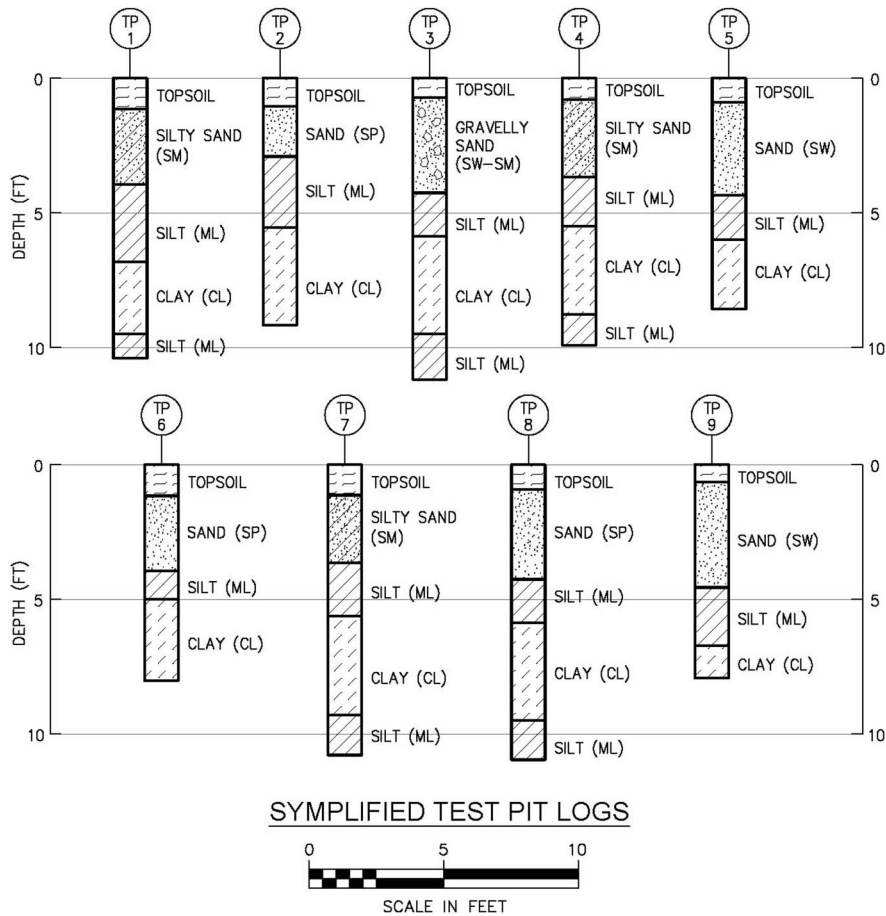 TP
1
TP
2
TP
3
TP
4
TP
5
0
0
5
5
10
10
DEPTH (FT)
TOPSOIL
SILTY SAND
(SM)
SILT (ML)
CLAY (CL)
SILT (ML)
TOPSOIL
SAND (SP)
SILT (ML)
CLAY (CL)
TOPSOIL
GRAVELLY
SAND
(SW-SM)
SILT (ML)
CLAY (CL)
SILT (ML)
TOPSOIL
SILTY SAND
(SM)
SILT (ML)
CLAY (CL)
SILT (ML)
TOPSOIL
SAND (SW)
SILT (ML)
CLAY (CL)
TP
6
TP
7
TP
8
TP
9
0
0
5
5
10
10
DEPTH (FT)
TOPSOIL
SAND (SP)
SILT (ML)
CLAY (CL)
TOPSOIL
SILTY SAND
(SM)
SILT (ML)
CLAY (CL)
SILT (ML)
TOPSOIL
SAND (SP)
SILT (ML)
CLAY (CL)
SILT (ML)
TOPSOIL
SAND (SW)
SILT (ML)
CLAY (CL)
SYMPLIFIED TEST PIT LOGS
0 5 10
SCALE IN FEET